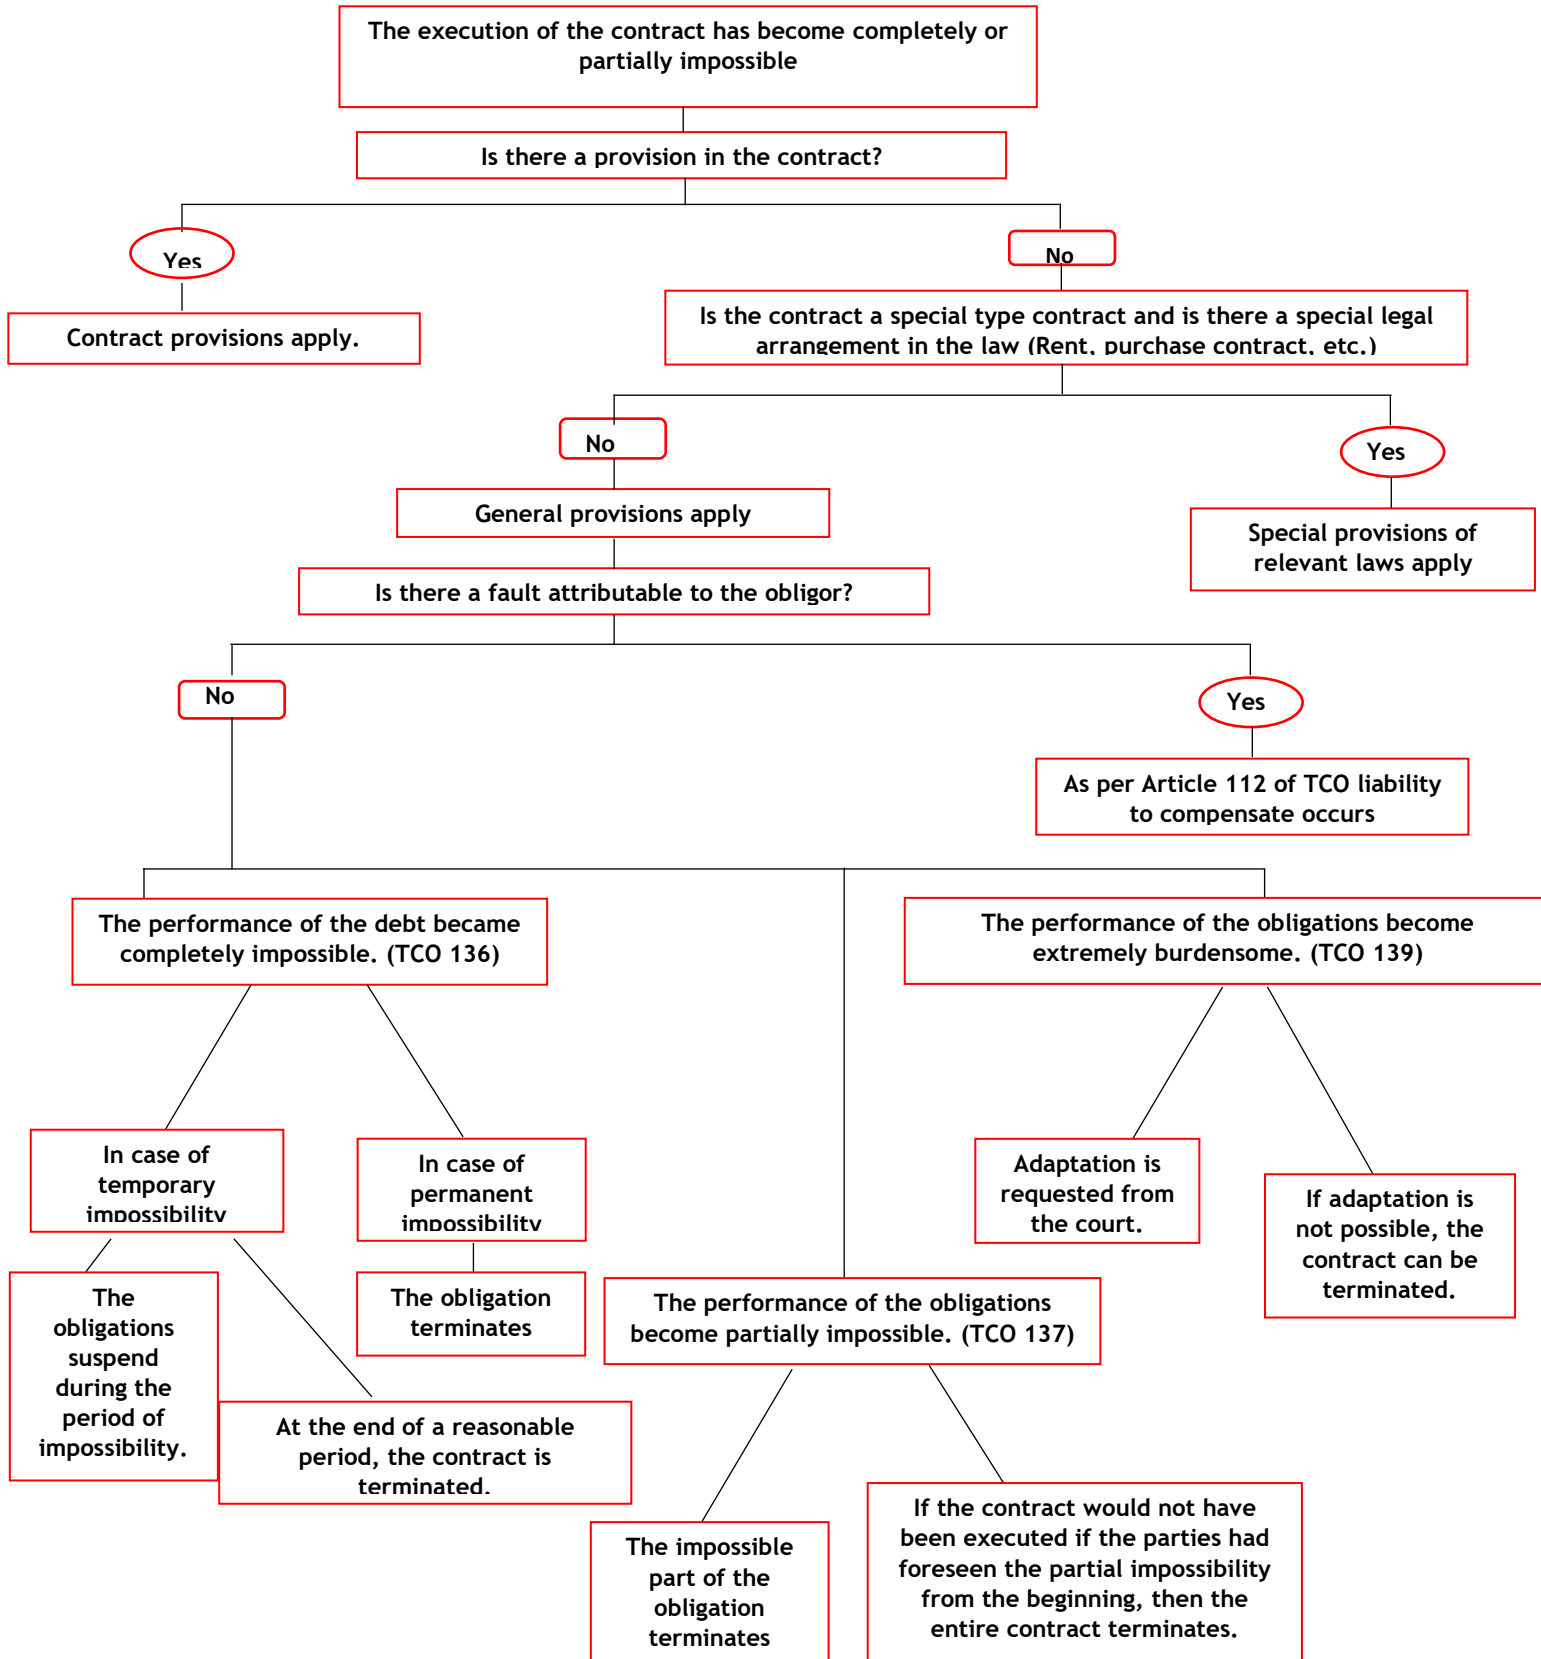 The execution of the contract has become completely or
partially impossible
Is there a provision in the contract?
Yes
No
Contract provisions apply.
Is the contract a special type contract and is there a special legal
arrangement in the law (Rent, purchase contract, etc.)
No
Yes
General provisions apply
Special provisions of
relevant laws apply
Is there a fault attributable to the obligor?
No
Yes
As per Article 112 of TCO liability
to compensate occurs
The performance of the debt became
completely impossible. (TCO 136)
The performance of the obligations become
extremely burdensome. (TCO 139)
In case of
temporary
impossibility
In case of
permanent
impossibility
Adaptation is
requested from
the court.
If adaptation is
not possible, the
contract can be
terminated.
The
obligations
suspend
during the
period of
impossibility.
The obligation
terminates
The performance of the obligations
become partially impossible. (TCO 137)
At the end of a reasonable
period, the contract is
terminated.
The impossible
part of the
obligation
terminates
If the contract would not have
been executed if the parties had
foreseen the partial impossibility
from the beginning, then the
entire contract terminates.